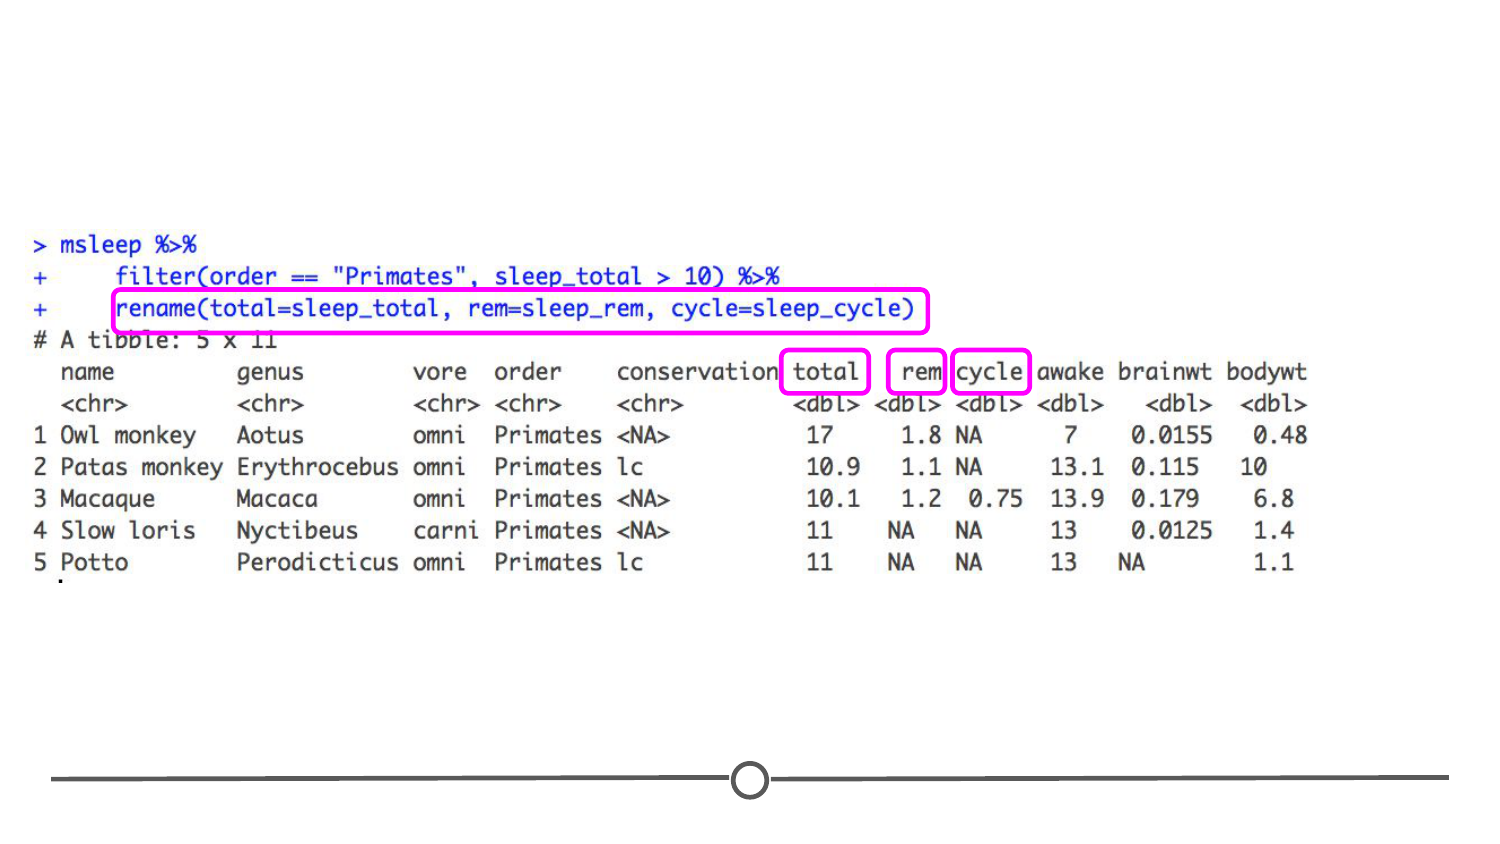 > msleep %>%
+     filter(order == "Primates", sleep_total > 10) %>%
+     rename(total=sleep_total, rem=sleep_rem, cycle=sleep_cycle)
# A tibble: 5 x 11
  name         genus        vore  order    conservation total   rem cycle awake brainwt bodywt
  <chr>        <chr>        <chr> <chr>    <chr>        <dbl> <dbl> <dbl> <dbl>   <dbl>  <dbl>
1 Owl monkey   Aotus        omni  Primates <NA>          17     1.8 NA      7    0.0155   0.48
2 Patas monkey Erythrocebus omni  Primates lc            10.9   1.1 NA     13.1  0.115   10
3 Macaque      Macaca       omni  Primates <NA>          10.1   1.2  0.75  13.9  0.179    6.8
4 Slow loris   Nyctibeus    carni Primates <NA>          11    NA   NA     13    0.0125   1.4
5 Potto        Perodicticus omni  Primates lc            11    NA   NA     13   NA        1.1